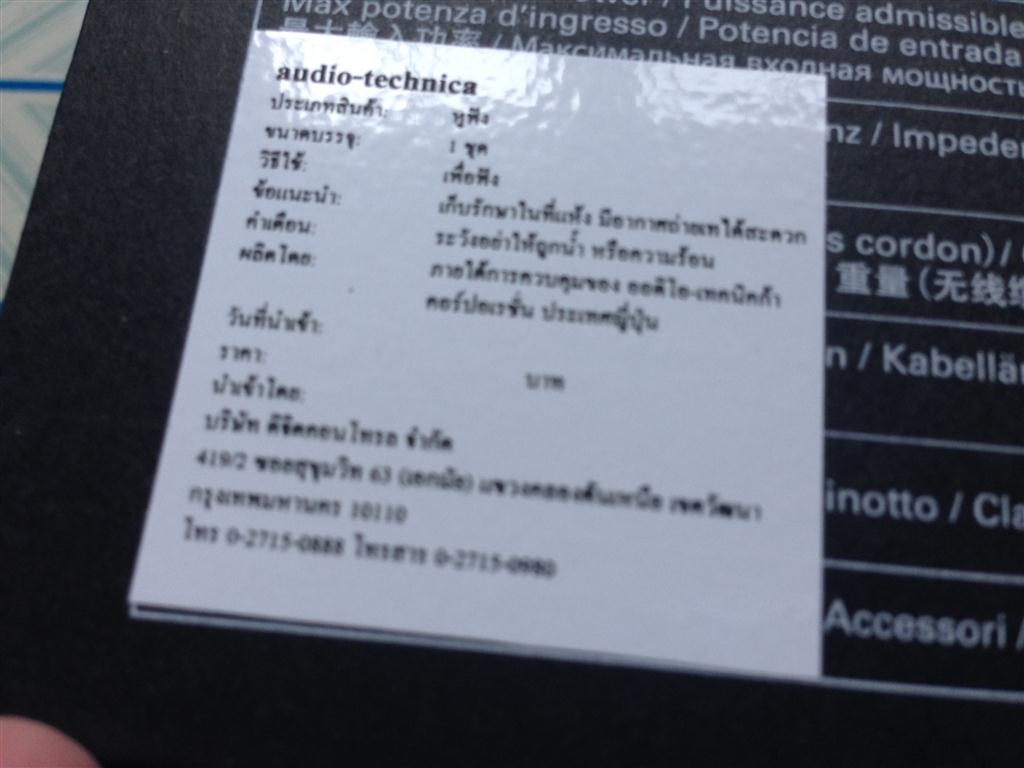 Max potenza d'ingresso / Potencia de entrada
Puissance admissible
最大輸入功率 / Максимальная входная мощность
nz / Impeden
s cordon) /
重量 (无线缆
n / Kabellän
inotto / Cla
Accessori /
audio-technica
ประเภทสินค้า: หูฟัง
ขนาดบรรจุ: 1 ชุด
วิธีใช้: เพื่อฟัง
ข้อแนะนำ: เก็บรักษาในที่แห้ง มีอากาศถ่ายเทได้สะดวก
คำเตือน: ระวังอย่าให้ถูกน้ำ หรือความร้อน
ผลิตโดย: ภายใต้การควบคุมของ ออดิโอ-เทคนิคก้า
คอร์ปอเรชั่น ประเทศญี่ปุ่น
วันที่นำเข้า:
ราคา: บาท
นำเข้าโดย:
บริษัท ดีจิตคอนโทรล จำกัด
419/2 ซอยสุขุมวิท 63 (เอกมัย) แขวงคลองตันเหนือ เขตวัฒนา
กรุงเทพมหานคร 10110
โทร 0-2715-0888 โทรสาร 0-2715-0980